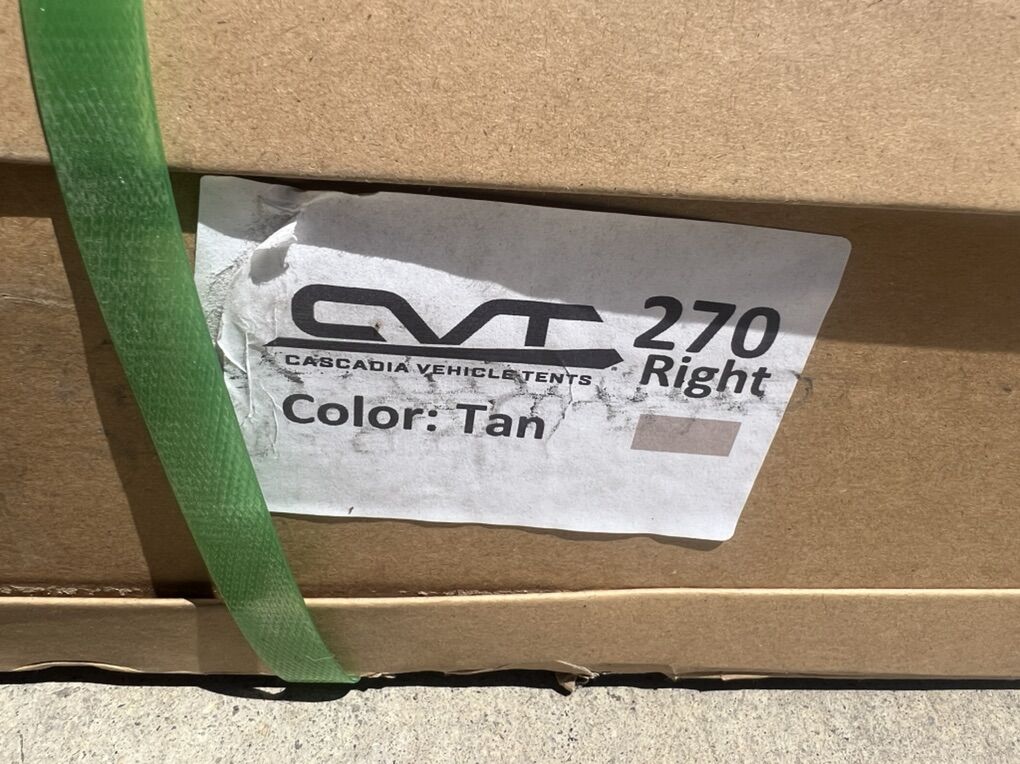 CVT
CASCADIA VEHICLE TENTS
270
Right
Color: Tan